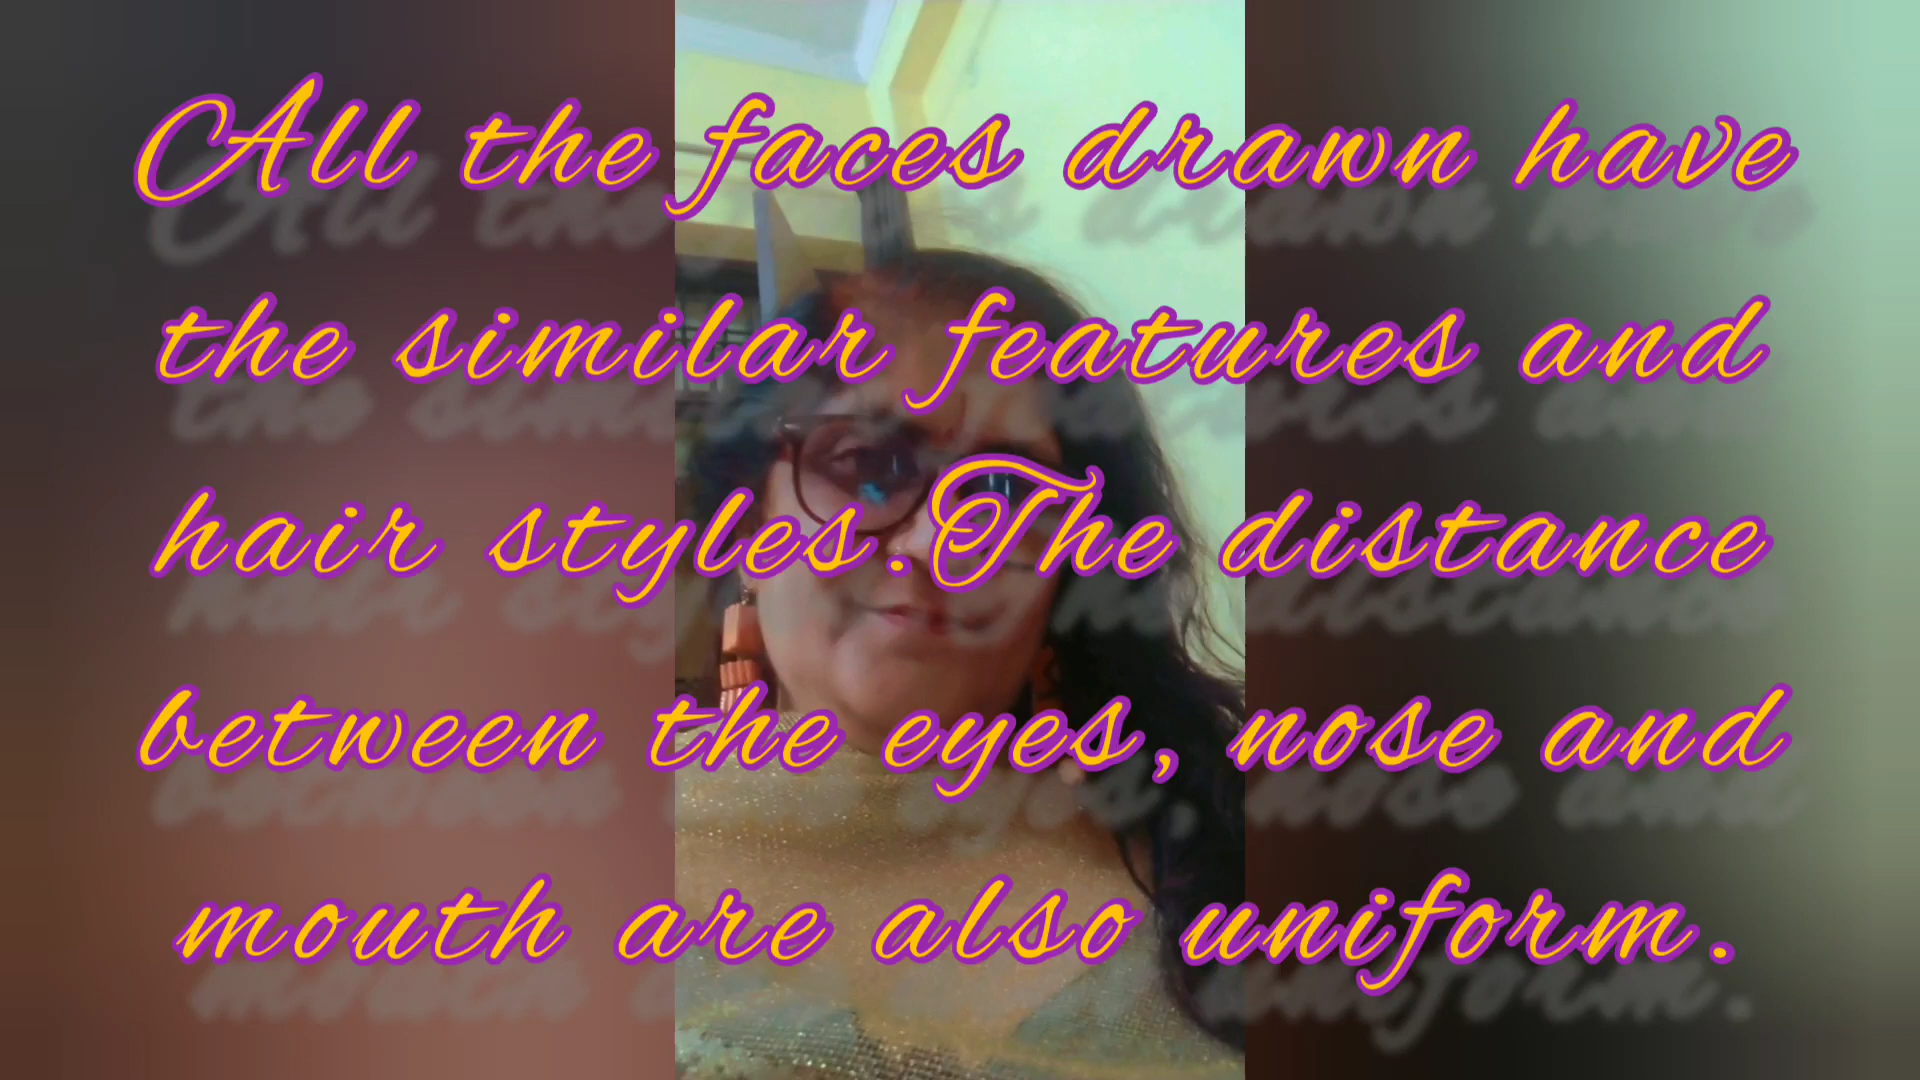 All the faces drawn have
the similar features and
hair styles.The distance
between the eyes, nose and
mouth are also uniform.